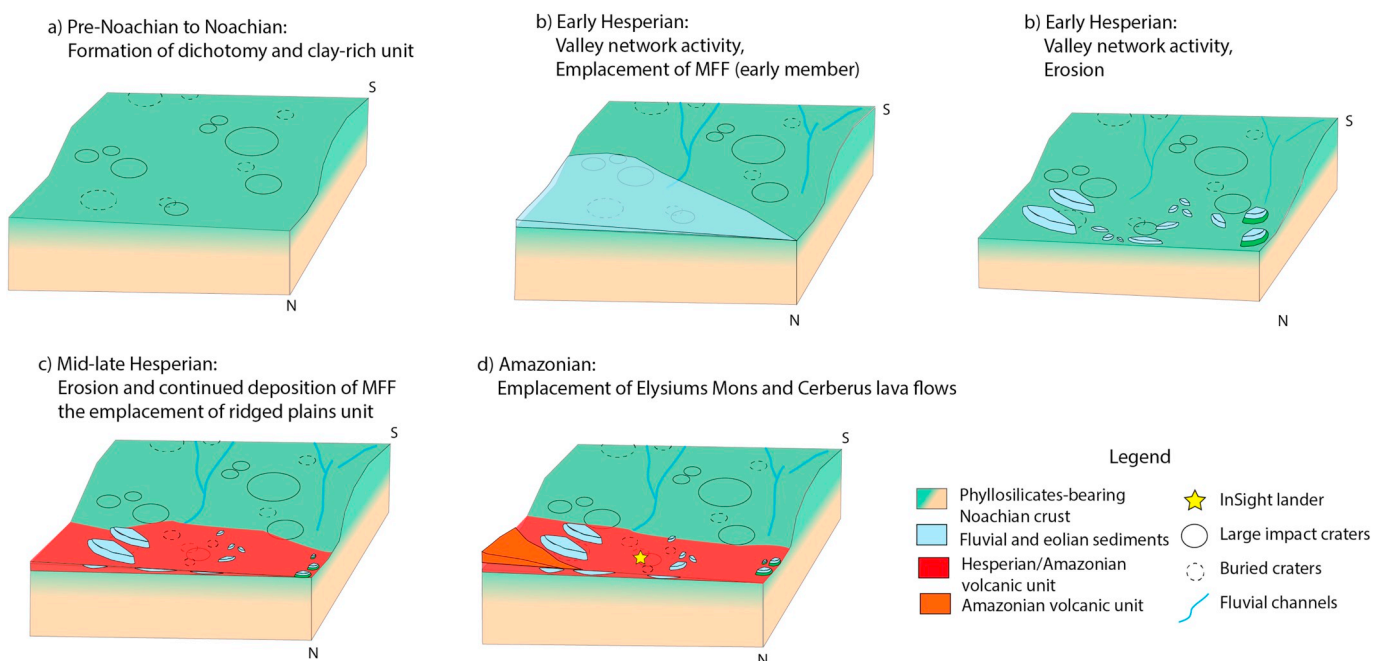 a) Pre-Noachian to Noachian:
Formation of dichotomy and clay-rich unit
S
N
b) Early Hesperian:
Valley network activity,
Emplacement of MFF (early member)
S
N
b) Early Hesperian:
Valley network activity,
Erosion
S
N
c) Mid-late Hesperian:
Erosion and continued deposition of MFF
the emplacement of ridged plains unit
S
N
d) Amazonian:
Emplacement of Elysiums Mons and Cerberus lava flows
S
N
Legend
Phyllosilicates-bearing
Noachian crust
Fluvial and eolian sediments
Hesperian/Amazonian
volcanic unit
Amazonian volcanic unit
InSight lander
Large impact craters
Buried craters
Fluvial channels